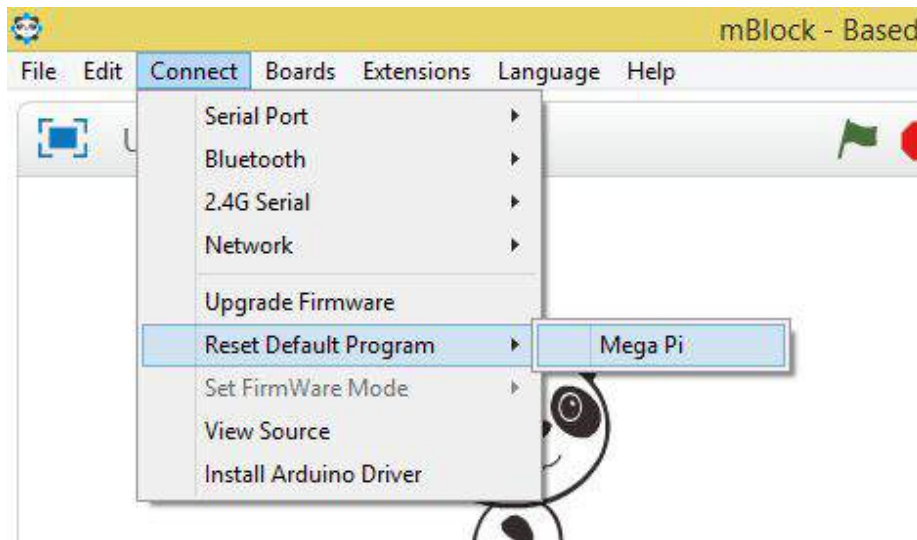 mBlock - Based
File Edit Connect Boards Extensions Language Help
Serial Port
Bluetooth
2.4G Serial
Network
Upgrade Firmware
Reset Default Program
Mega Pi
Set FirmWare Mode
View Source
Install Arduino Driver